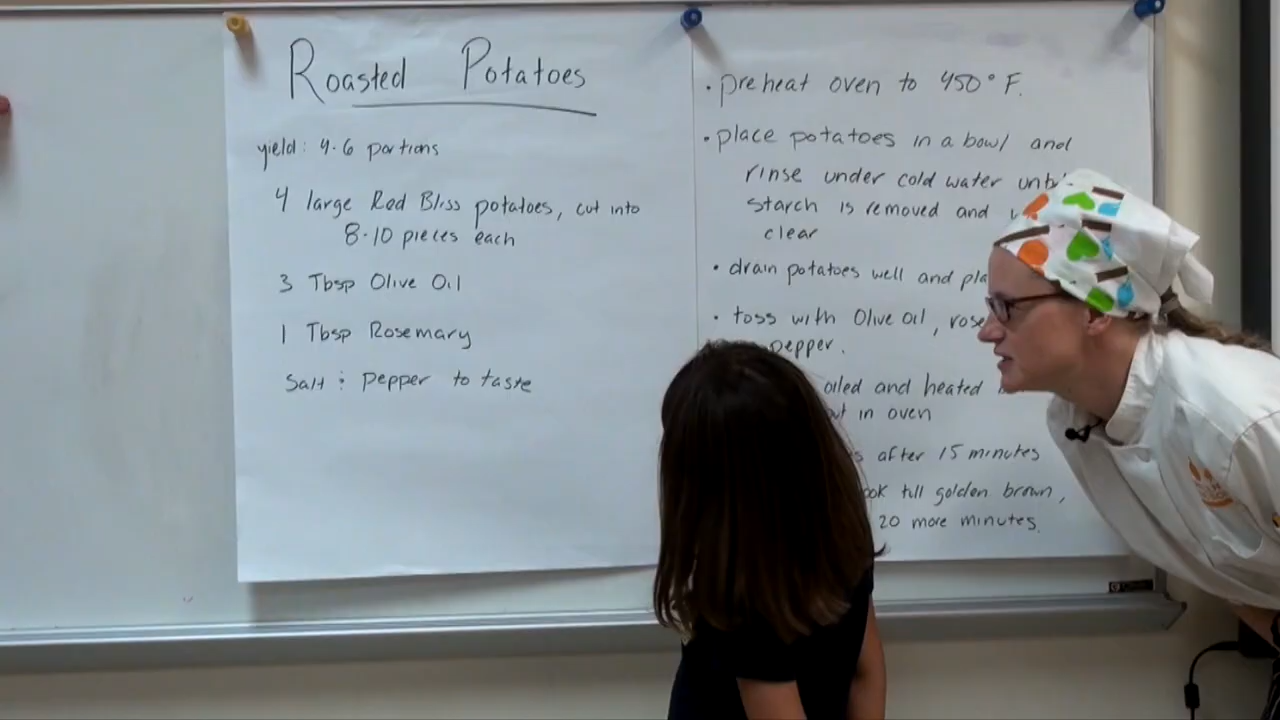 Roasted Potatoes
yield: 4-6 portions
4 large Red Bliss potatoes, cut into
8-10 pieces each
3 Tbsp Olive Oil
1 Tbsp Rosemary
Salt & pepper to taste
• preheat oven to 450° F.
• place potatoes in a bowl and
rinse under cold water
starch is removed and
clear
• drain potatoes well and
• toss with Olive oil,
pepper.
oiled and heated
in oven
after 15 minutes
till golden brown,
20 more minutes.